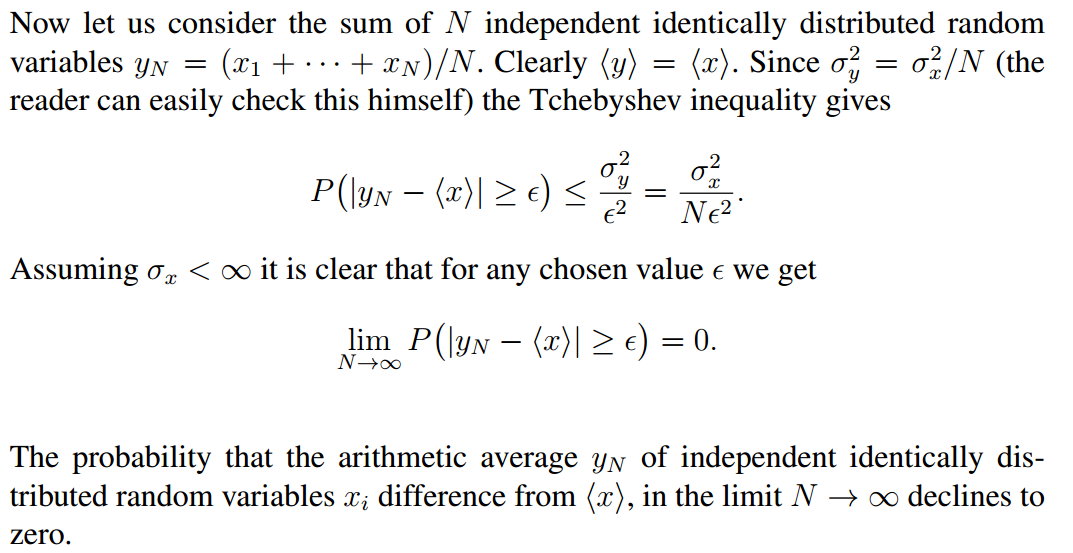 Now let us consider the sum of N independent identically distributed random
variables y_N = (x_1 + ··· + x_N)/N. Clearly ⟨y⟩ = ⟨x⟩. Since σ_y^2 = σ_x^2/N (the
reader can easily check this himself) the Tchebyshev inequality gives
P(|y_N − ⟨x⟩| ≥ ϵ) ≤ σ_y^2/ϵ^2 = σ_x^2/Nϵ^2.
Assuming σ_x < ∞ it is clear that for any chosen value ϵ we get
lim_{N→∞} P(|y_N − ⟨x⟩| ≥ ϵ) = 0.
The probability that the arithmetic average y_N of independent identically dis-
tributed random variables x_i difference from ⟨x⟩, in the limit N → ∞ declines to
zero.